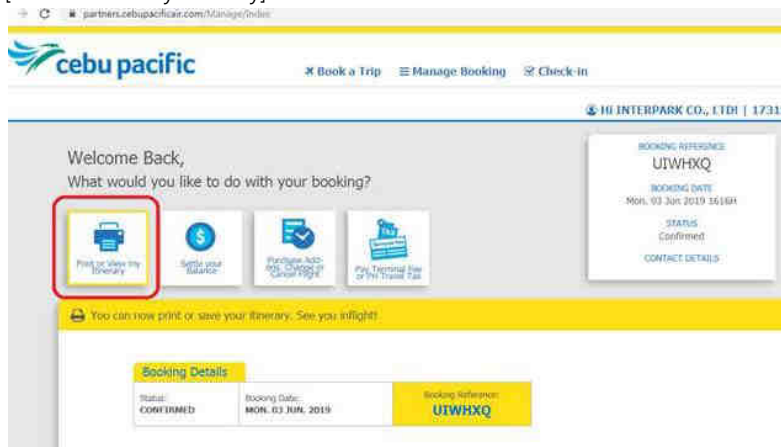 partners.cebupacificair.com/Manage/Index
cebu pacific
Book a Trip Manage Booking Check-in
HI INTERPARK CO., LTD! | 1731
Welcome Back,
What would you like to do with your booking?
Print or View my
Itinerary
Settle your
Balance
Purchase Add-
ons, Change or
Cancel Flight
Pay Terminal Fee
or PH Travel Tax
BOOKING REFERENCE
UIWHXQ
BOOKING DATE
Mon. 03 Jun 2019 1616H
STATUS
Confirmed
CONTACT DETAILS
You can now print or save your itinerary. See you inflight!
Booking Details
Status:
CONFIRMED
Booking Date:
MON. 03 JUN. 2019
Booking Reference:
UIWHXQ